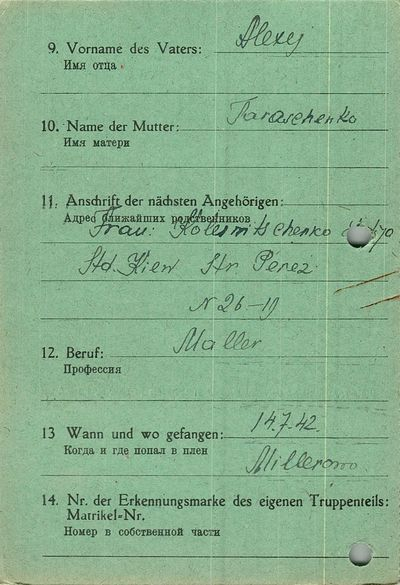 9. Vorname des Vaters: Alexej
Имя отца
10. Name der Mutter: Taraschenko
Имя матери
11. Anschrift der nächsten Angehörigen:
Адрес ближайших родственников
Frau: Kolesnitschenko
Std. Kiew Str Perez
N 26-19
12. Beruf: Maller
Профессия
13 Wann und wo gefangen: 14.7.42.
Когда и где попал в плен
Millerowo
14. Nr. der Erkennungsmarke des eigenen Truppenteils:
Matrikel-Nr.
Номер в собственной части